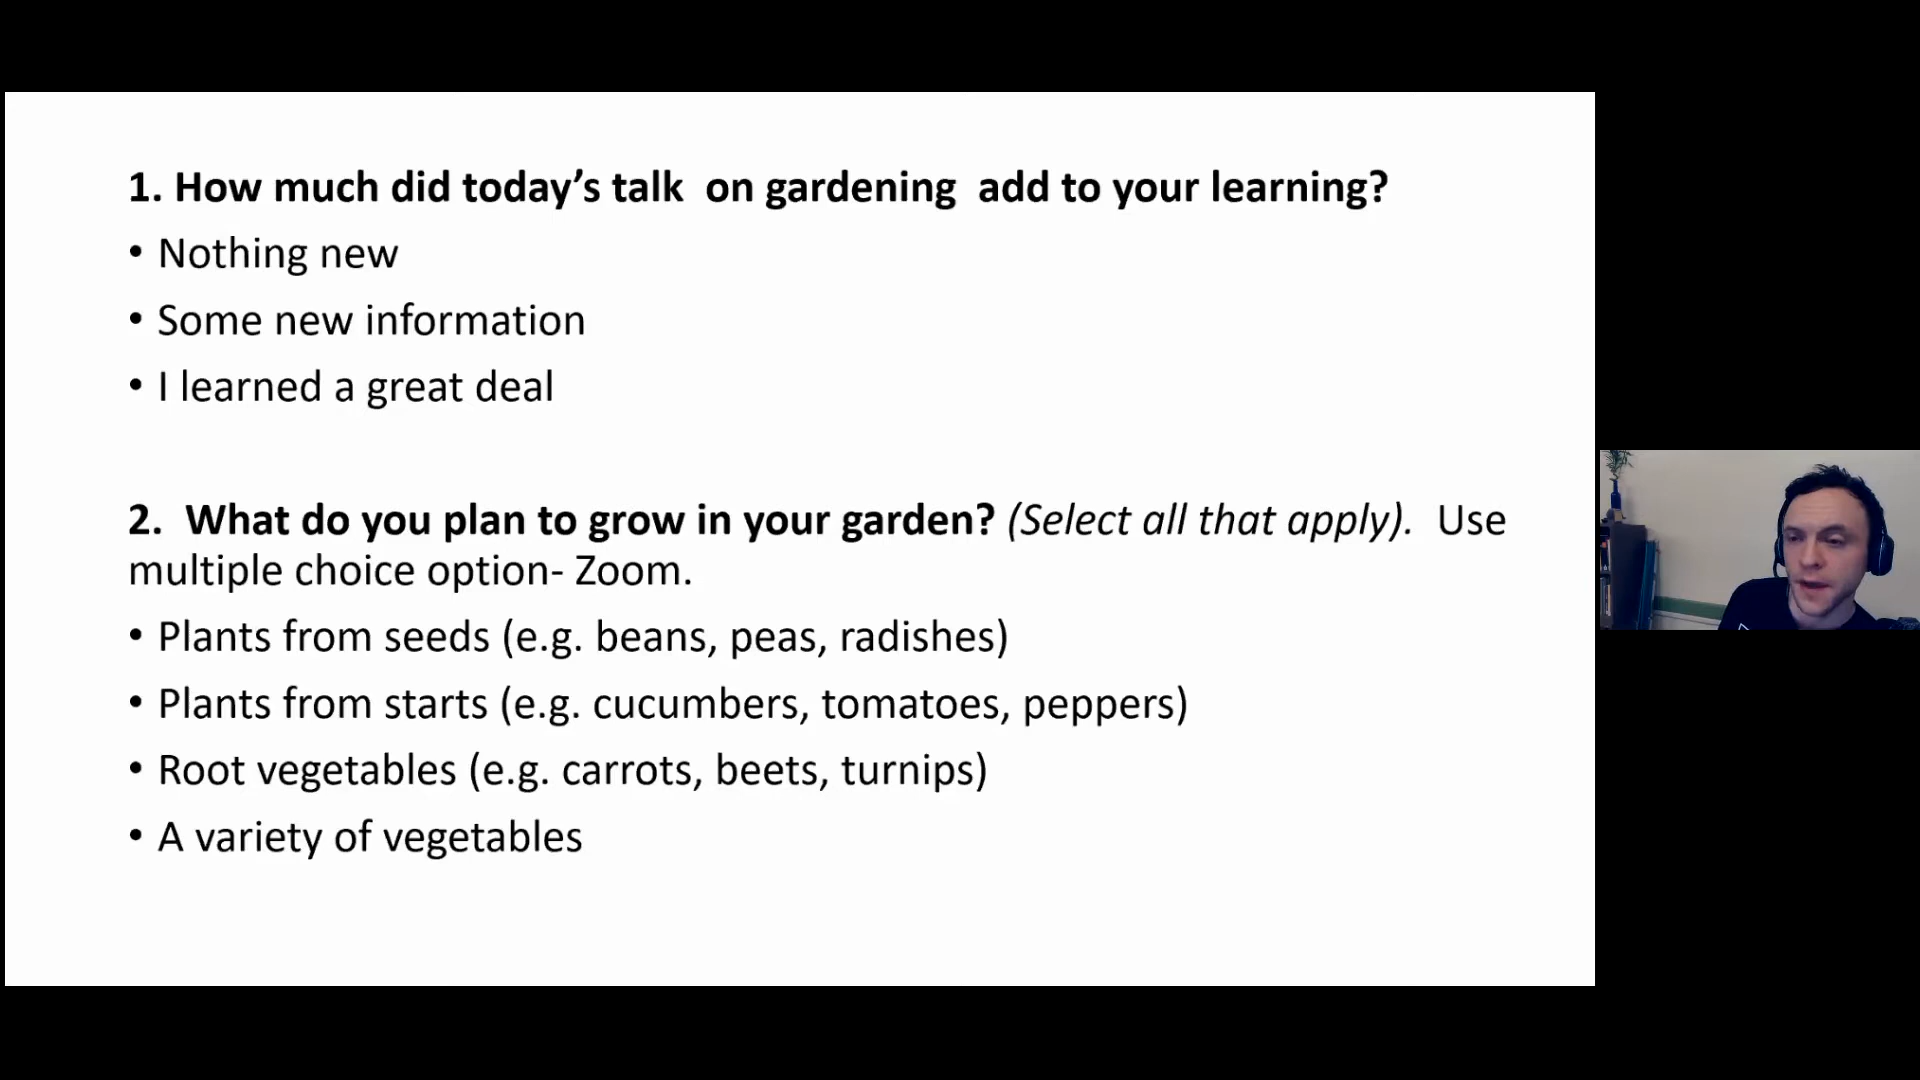 1. How much did today’s talk  on gardening  add to your learning?
• Nothing new
• Some new information
• I learned a great deal
2.  What do you plan to grow in your garden? (Select all that apply).  Use
multiple choice option- Zoom.
• Plants from seeds (e.g. beans, peas, radishes)
• Plants from starts (e.g. cucumbers, tomatoes, peppers)
• Root vegetables (e.g. carrots, beets, turnips)
• A variety of vegetables